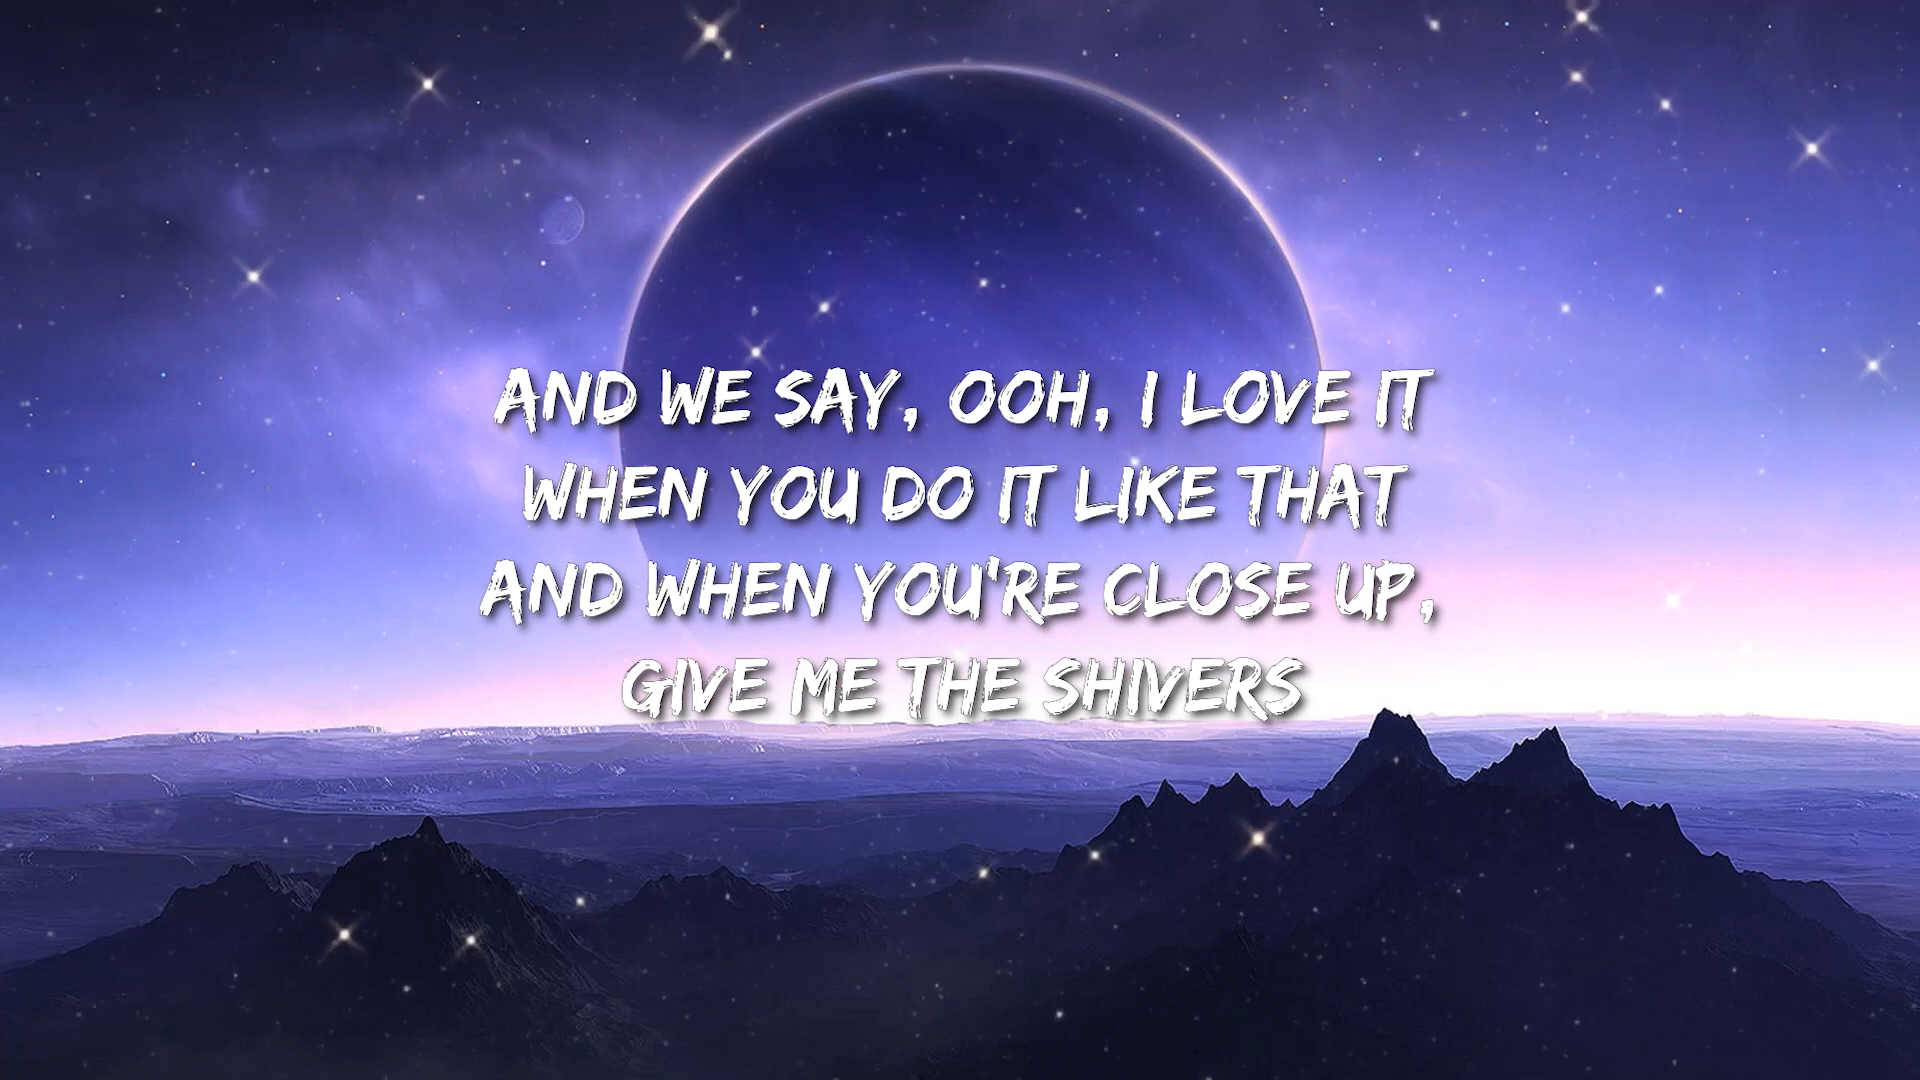 AND WE SAY, OOH, I LOVE IT
WHEN YOU DO IT LIKE THAT
AND WHEN YOU'RE CLOSE UP,
GIVE ME THE SHIVERS